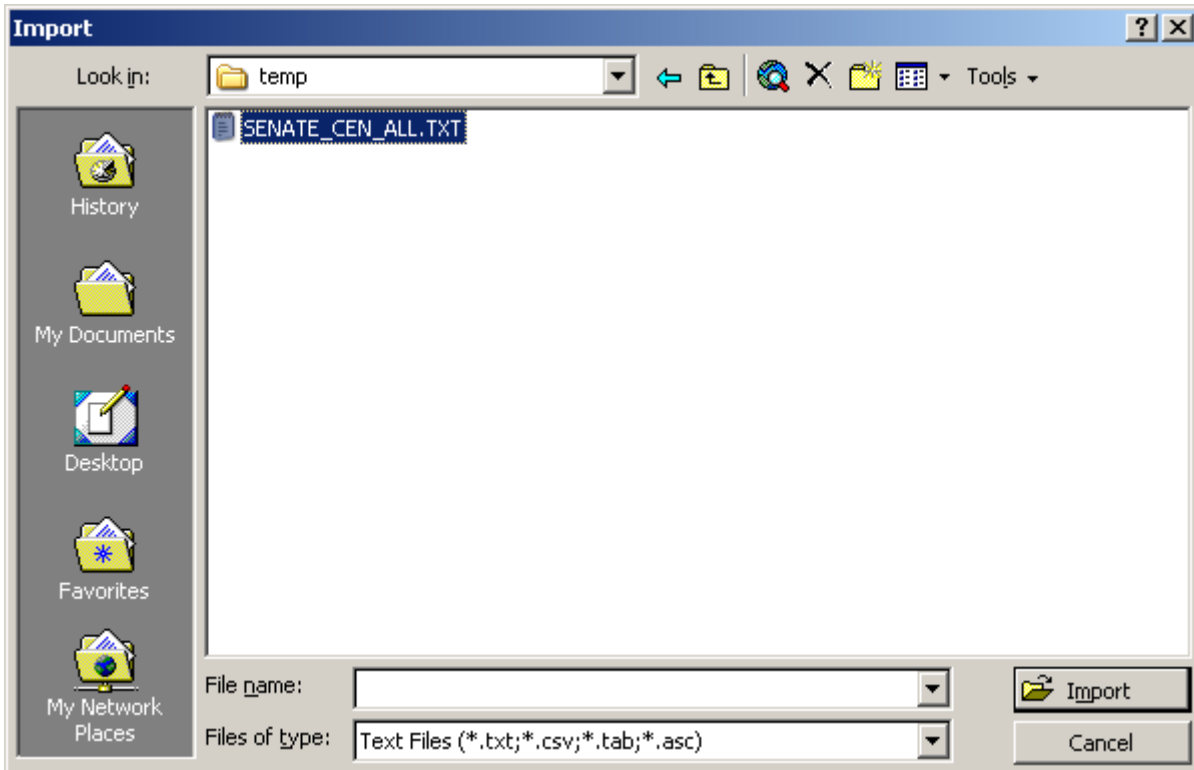 Import
Look in:
temp
Tools
SENATE_CEN_ALL.TXT
History
My Documents
Desktop
Favorites
My Network
Places
File name:
Import
Files of type:
Text Files (*.txt;*.csv;*.tab;*.asc)
Cancel